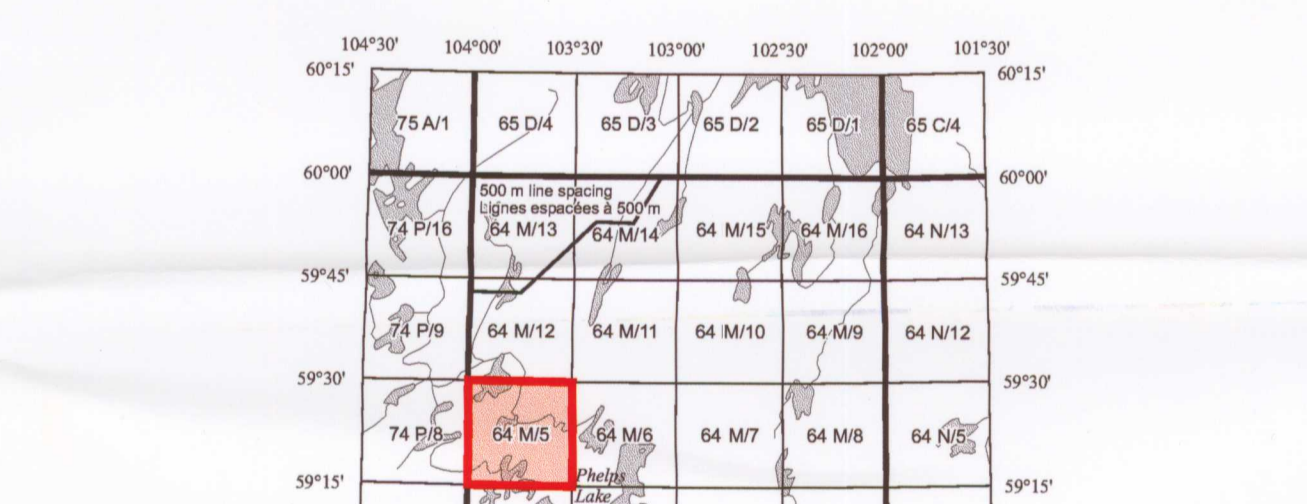 104°30' 104°00' 103°30' 103°00' 102°30' 102°00' 101°30'
60°15' 60°15'
75 A/1 65 D/4 65 D/3 65 D/2 65 D/1 65 C/4
60°00' 60°00'
500 m line spacing
Lignes espacées à 500 m
74 P/16 64 M/13 64 M/14 64 M/15 64 M/16 64 N/13
59°45' 59°45'
74 P/9 64 M/12 64 M/11 64 M/10 64 M/9 64 N/12
59°30' 59°30'
74 P/8 64 M/5 64 M/6 64 M/7 64 M/8 64 N/5
59°15' Phelps 59°15'
Lake